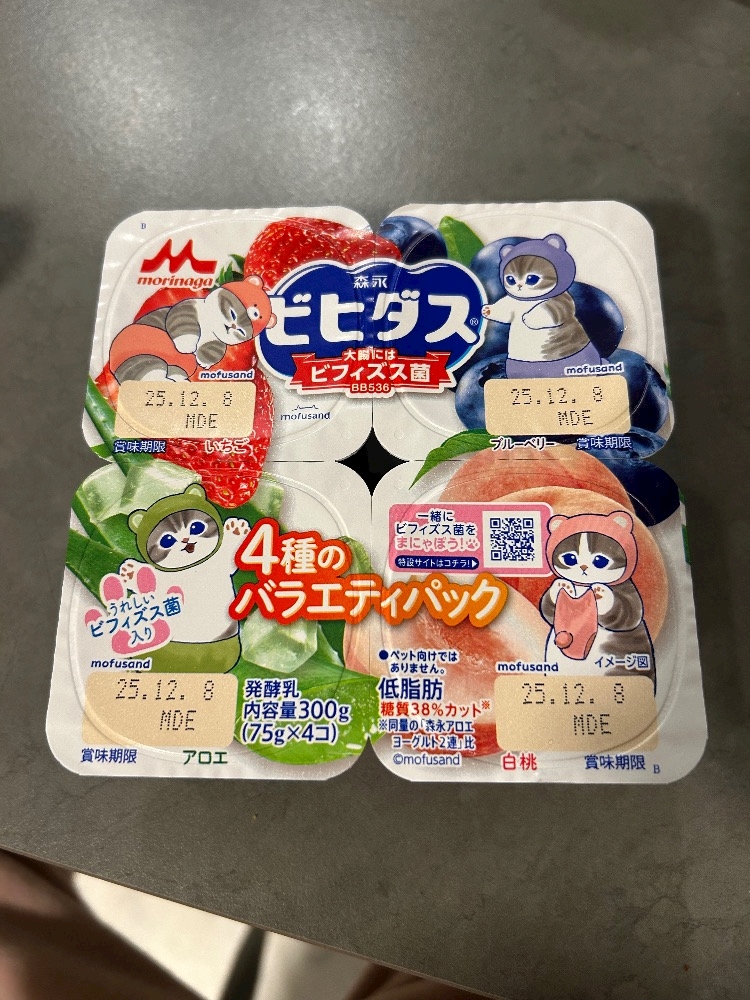 B
morinaga
森永
ビヒダス®
大腸には
ビフィズス菌
BB536
mofusand
25.12. 8
MDE
賞味期限
いちご
mofusand
mofusand
25.12. 8
MDE
ブルーベリー
賞味期限
4種の
バラエティパック
一緒に
ビフィズス菌を
まにゃぼう!
特設サイトはコチラ!▶
うれしい
ビフィズス菌
入り
mofusand
25.12. 8
MDE
賞味期限
アロエ
発酵乳
内容量300g
(75g×4コ)
●ペット向けでは
ありません。
低脂肪
糖質38%カット※
※同量の「森永アロエ
ヨーグルト2連」比
©mofusand
mofusand
イメージ図
25.12. 8
MDE
白桃
賞味期限
B